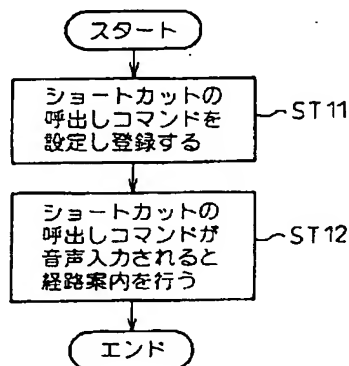 スタート
ショートカットの
呼出しコマンドを
設定し登録する
ST11
ショートカットの
呼出しコマンドが
音声入力されると
経路案内を行う
ST12
エンド